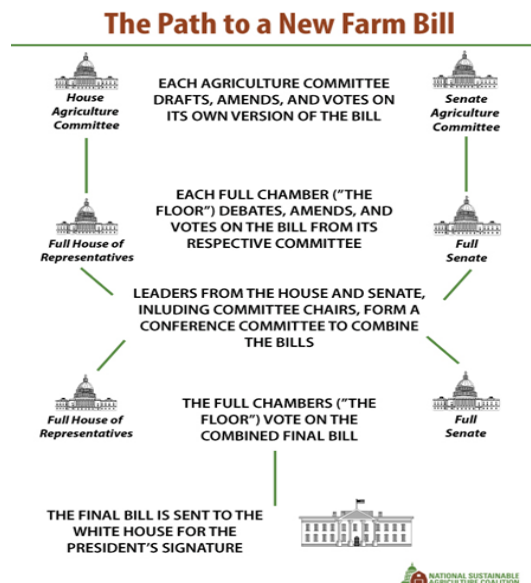 The Path to a New Farm Bill
House
Agriculture
Committee
EACH AGRICULTURE COMMITTEE
DRAFTS, AMENDS, AND VOTES ON
ITS OWN VERSION OF THE BILL
Senate
Agriculture
Committee
Full House of
Representatives
EACH FULL CHAMBER ("THE
FLOOR") DEBATES, AMENDS, AND
VOTES ON THE BILL FROM ITS
RESPECTIVE COMMITTEE
Full
Senate
LEADERS FROM THE HOUSE AND SENATE,
INLUDING COMMITTEE CHAIRS, FORM A
CONFERENCE COMMITTEE TO COMBINE
THE BILLS
Full House of
Representatives
THE FULL CHAMBERS ("THE
FLOOR") VOTE ON THE
COMBINED FINAL BILL
Full
Senate
THE FINAL BILL IS SENT TO THE
WHITE HOUSE FOR THE
PRESIDENT'S SIGNATURE
NATIONAL SUSTAINABLE
AGRICULTURE COALITION